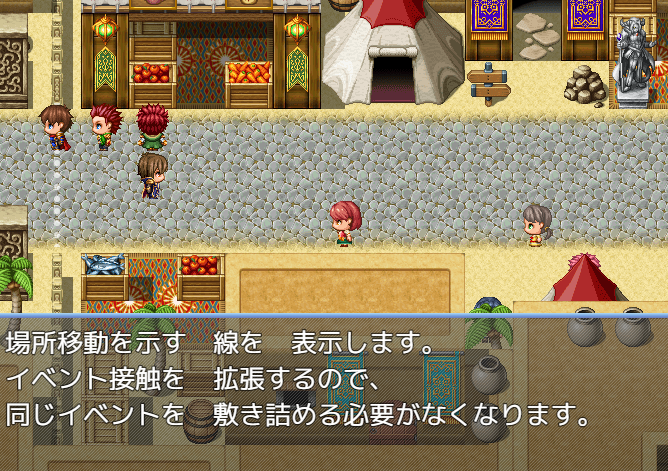 場所移動を示す　線を　表示します。
イベント接触を　拡張するので、
同じイベントを　敷き詰める必要がなくなります。